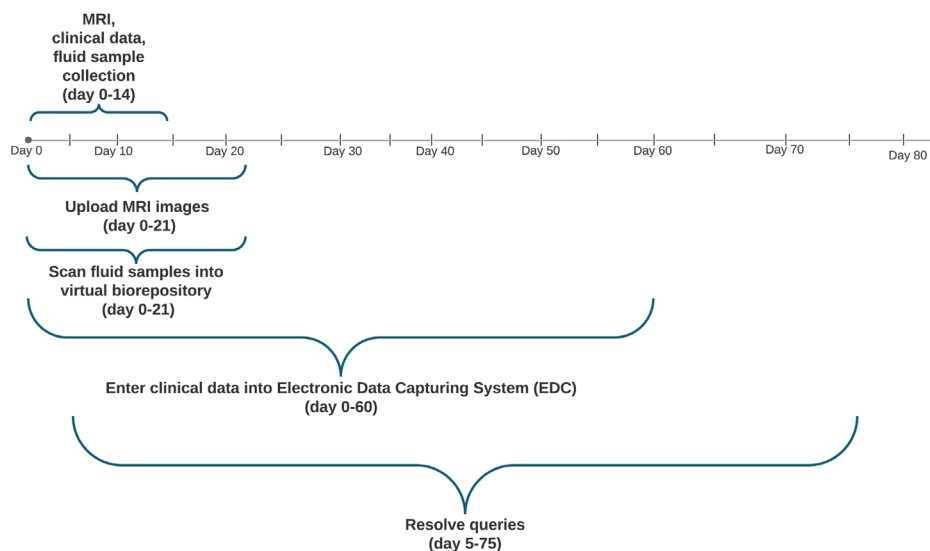 MRI,
clinical data,
fluid sample
collection
(day 0-14)
Day 0
Day 10
Day 20
Day 30
Day 40
Day 50
Day 60
Day 70
Day 80
Upload MRI images
(day 0-21)
Scan fluid samples into
virtual biorepository
(day 0-21)
Enter clinical data into Electronic Data Capturing System (EDC)
(day 0-60)
Resolve queries
(day 5-75)